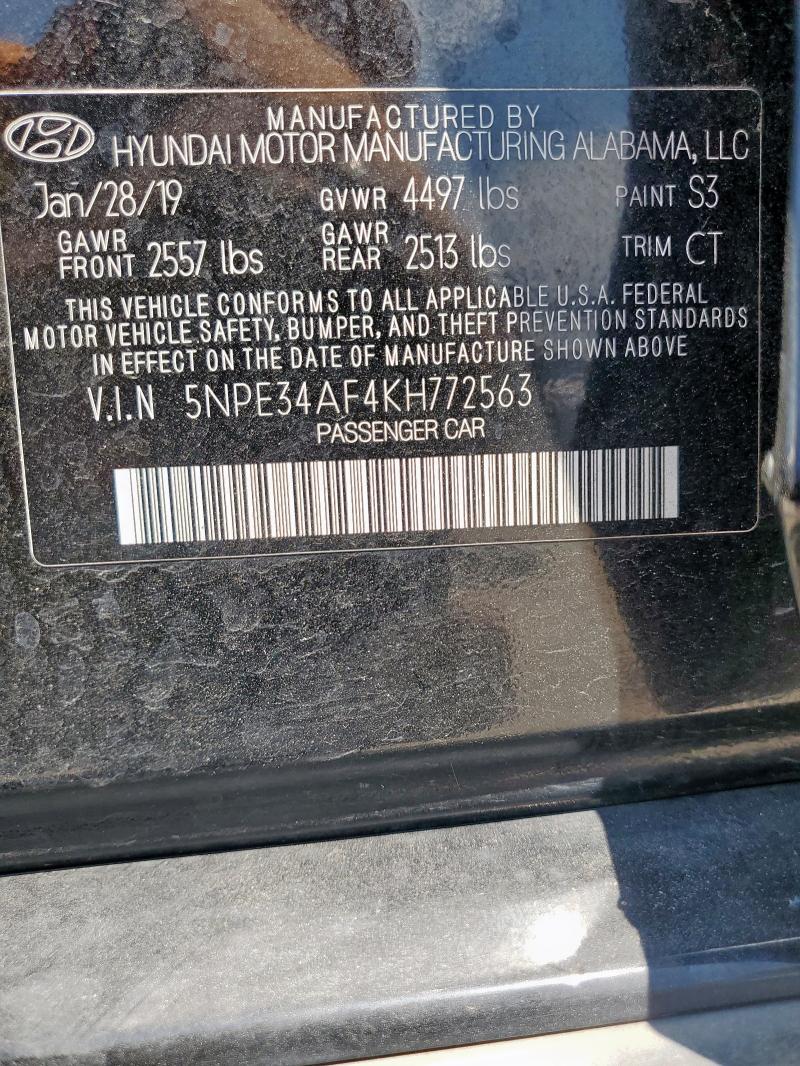 MANUFACTURED BY
HYUNDAI MOTOR MANUFACTURING ALABAMA, LLC
Jan/28/19 GVWR 4497 lbs PAINT S3
GAWR FRONT 2557 lbs GAWR REAR 2513 lbs TRIM CT
THIS VEHICLE CONFORMS TO ALL APPLICABLE U.S.A. FEDERAL
MOTOR VEHICLE SAFETY, BUMPER, AND THEFT PREVENTION STANDARDS
IN EFFECT ON THE DATE OF MANUFACTURE SHOWN ABOVE
V.I.N 5NPE34AF4KH772563
PASSENGER CAR